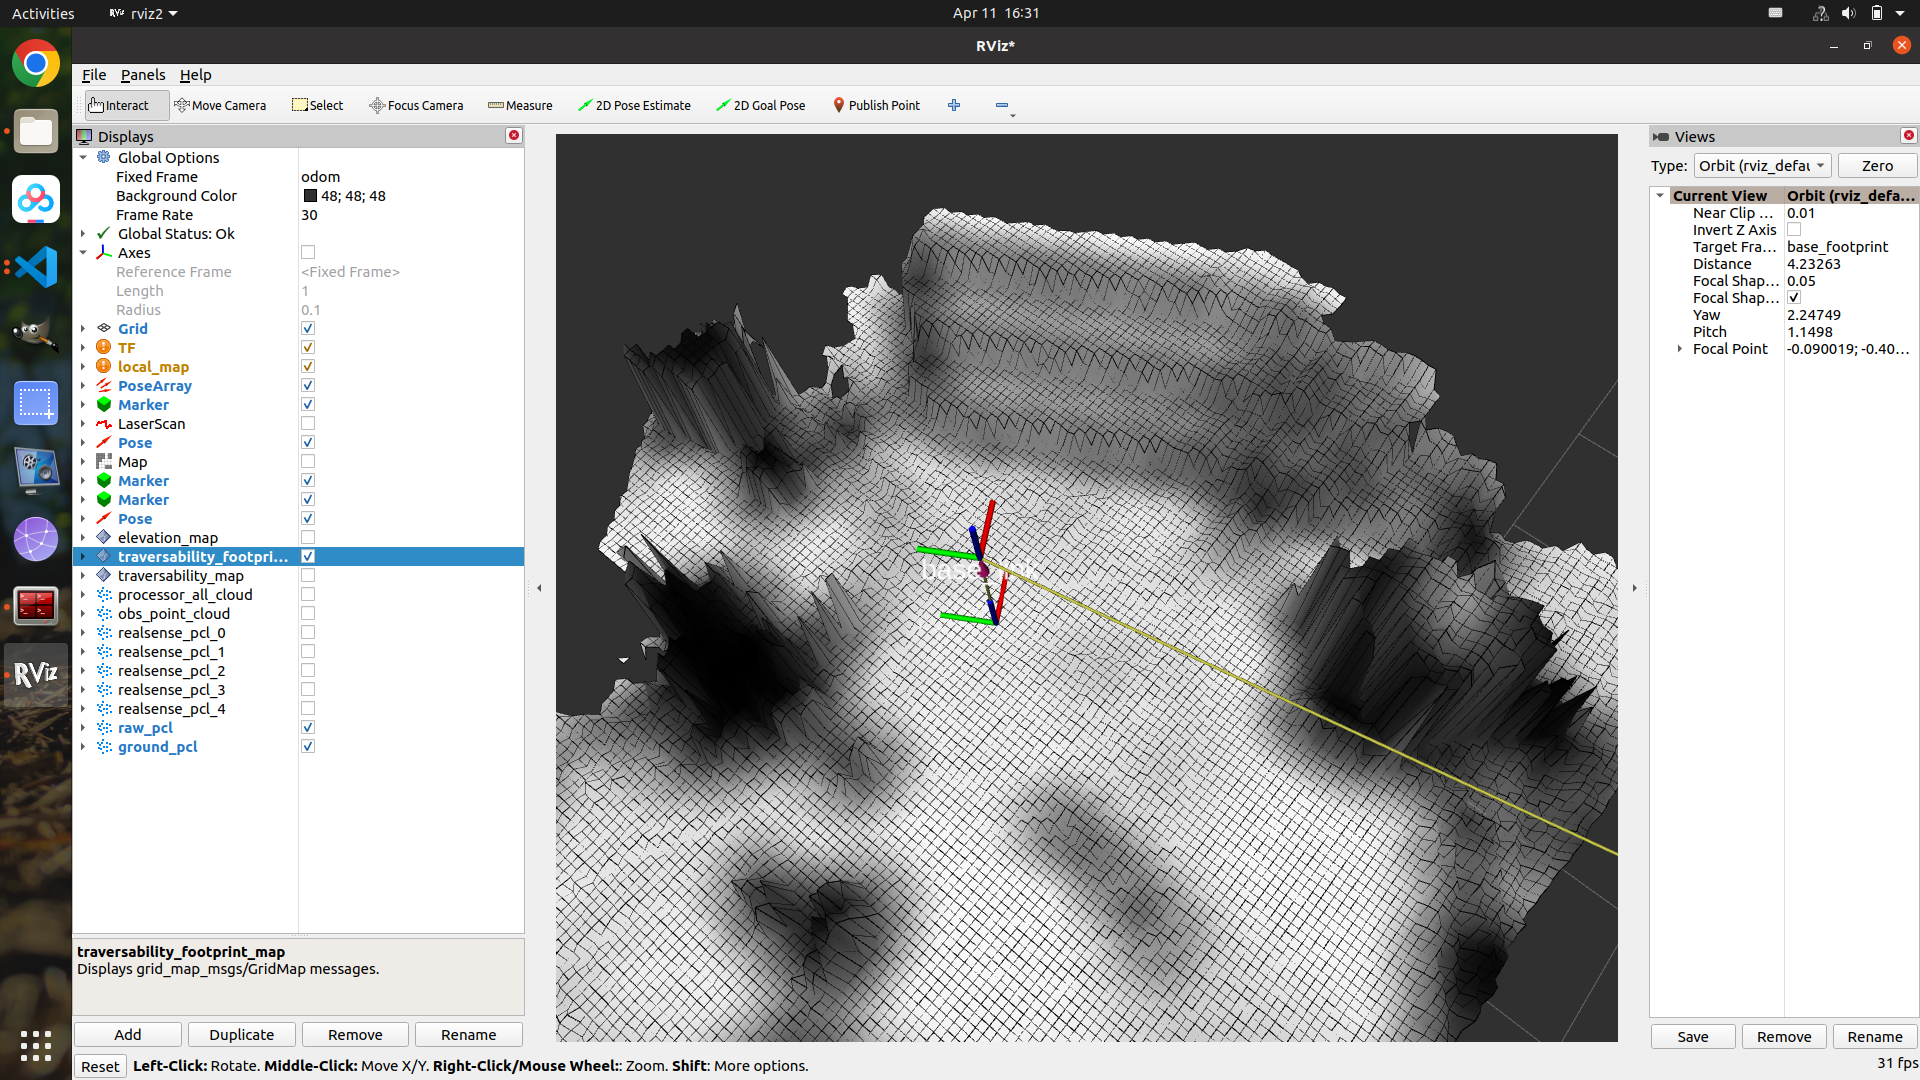 Activities
rviz2
Apr 11 16:31
RViz*
File Panels Help
Interact Move Camera Select Focus Camera Measure 2D Pose Estimate 2D Goal Pose Publish Point
Displays
Global Options
Fixed Frame odom
Background Color 48; 48; 48
Frame Rate 30
Global Status: Ok
Axes
Reference Frame <Fixed Frame>
Length 1
Radius 0.1
Grid
TF
local_map
PoseArray
Marker
LaserScan
Pose
Map
Marker
Marker
Pose
elevation_map
traversability_footpri...
traversability_map
processor_all_cloud
obs_point_cloud
realsense_pcl_0
realsense_pcl_1
realsense_pcl_2
realsense_pcl_3
realsense_pcl_4
raw_pcl
ground_pcl
traversability_footprint_map
Displays grid_map_msgs/GridMap messages.
Add Duplicate Remove Rename
Reset Left-Click: Rotate. Middle-Click: Move X/Y. Right-Click/Mouse Wheel:: Zoom. Shift: More options.
RViz
Views
Type: Orbit (rviz_defau Zero
Current View Orbit (rviz_defa...
Near Clip ... 0.01
Invert Z Axis
Target Fra... base_footprint
Distance 4.23263
Focal Shap... 0.05
Focal Shap...
Yaw 2.24749
Pitch 1.1498
Focal Point -0.090019; -0.40...
Save Remove Rename
31 fps